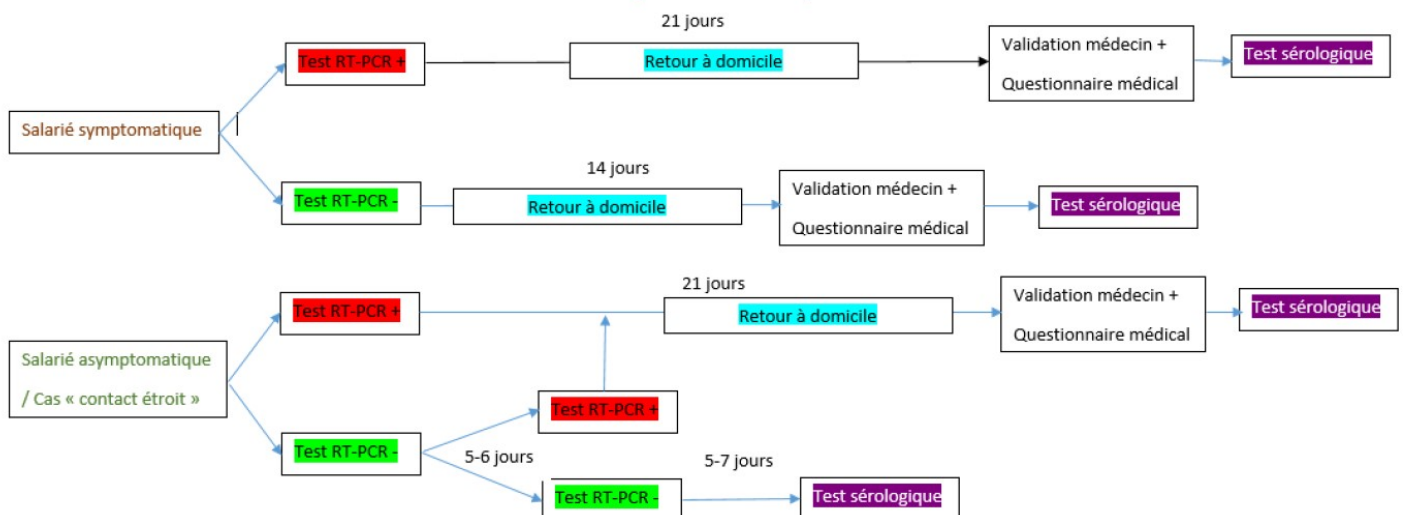 21 jours
Test RT-PCR +
Retour à domicile
Validation médecin +
Questionnaire médical
Test sérologique
Salarié symptomatique
14 jours
Test RT-PCR -
Retour à domicile
Validation médecin +
Questionnaire médical
Test sérologique
21 jours
Test RT-PCR +
Retour à domicile
Validation médecin +
Questionnaire médical
Test sérologique
Salarié asymptomatique
/ Cas « contact étroit »
Test RT-PCR +
Test RT-PCR -
5-6 jours
5-7 jours
Test RT-PCR -
Test sérologique